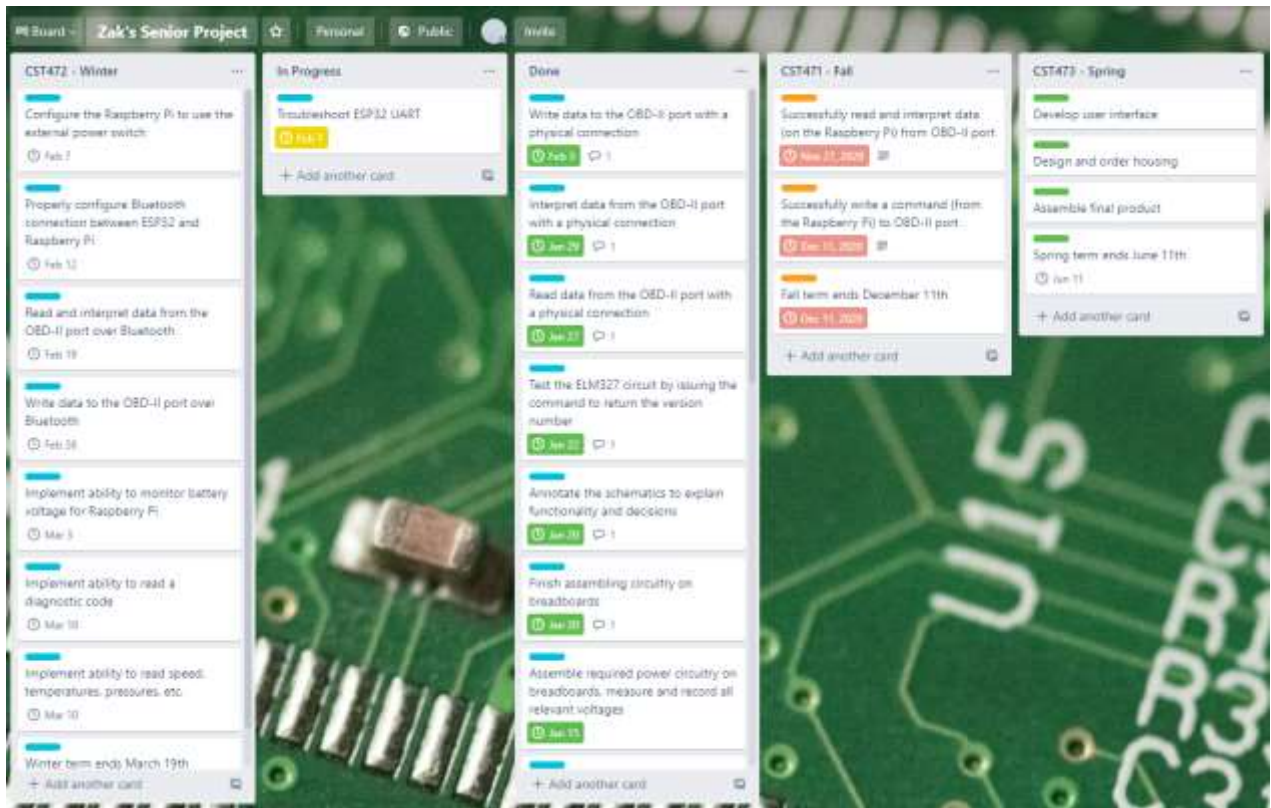 Board
Zak's Senior Project
Personal
Public
Invite
CST472 - Winter
Configure the Raspberry Pi to use the
external power switch
Feb 7
Properly configure Bluetooth
connection between ESP32 and
Raspberry Pi
Feb 12
Read and interpret data from the
OBD-II port over Bluetooth
Feb 19
Write data to the OBD-II port over
Bluetooth
Feb 26
Implement ability to monitor battery
voltage for Raspberry Pi
Mar 3
Implement ability to read a
diagnostic code
Mar 10
Implement ability to read speed,
temperatures, pressures, etc.
Mar 10
Winter term ends March 19th
+ Add another card
In Progress
Troubleshoot ESP32 UART
Feb 7
+ Add another card
Done
Write data to the OBD-II port with a
physical connection
Feb 3
1
Interpret data from the OBD-II port
with a physical connection
Jan 29
1
Read data from the OBD-II port with
a physical connection
Jan 27
1
Test the ELM327 circuit by issuing the
command to return the version
number
Jan 22
1
Annotate the schematics to explain
functionality and decisions
Jan 20
1
Finish assembling circuitry on
breadboards
Jan 20
1
Assemble required power circuitry on
breadboards, measure and record all
relevant voltages
Jan 15
+ Add another card
CST471 - Fall
Successfully read and interpret data
(on the Raspberry Pi) from OBD-II port
Nov 27, 2020
Successfully write a command (from
the Raspberry Pi) to OBD-II port
Dec 11, 2020
Fall term ends December 11th
Dec 11, 2020
+ Add another card
CST473 - Spring
Develop user interface
Design and order housing
Assemble final product
Spring term ends June 11th
Jun 11
+ Add another card
U1S